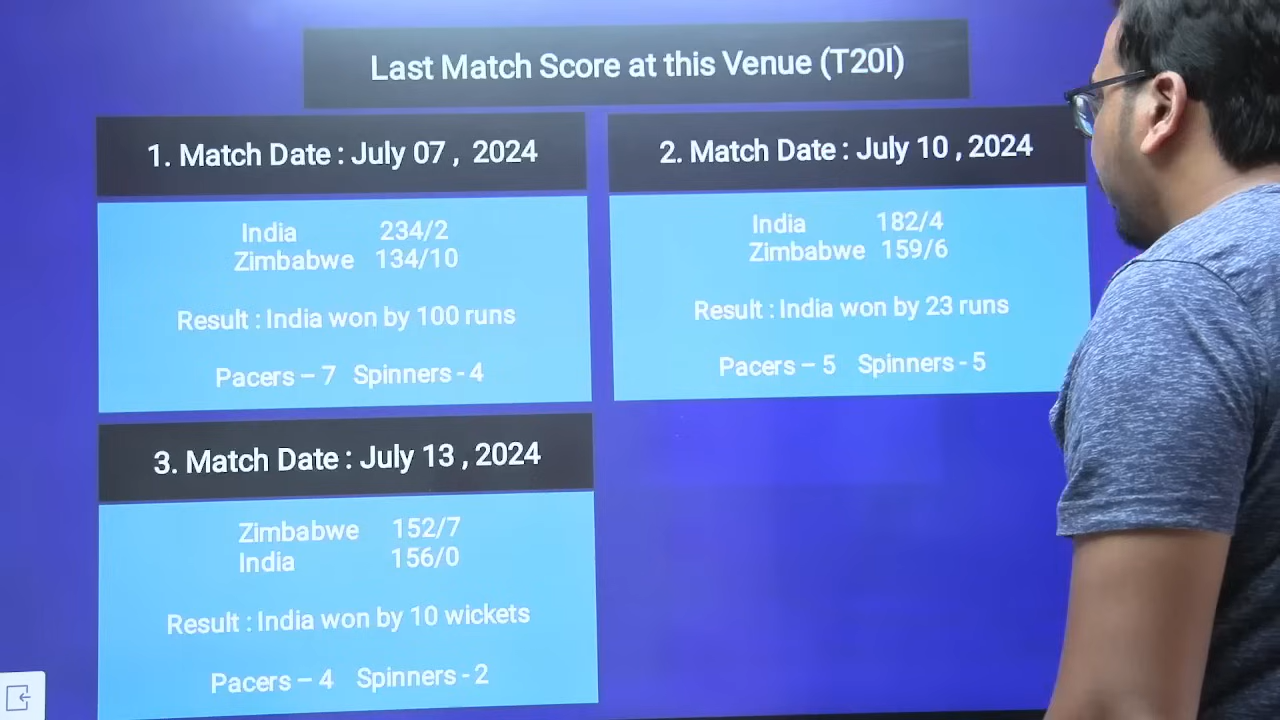 Last Match Score at this Venue (T20I)
1. Match Date : July 07 , 2024
India 234/2
Zimbabwe 134/10
Result : India won by 100 runs
Pacers – 7 Spinners - 4
2. Match Date : July 10 , 2024
India 182/4
Zimbabwe 159/6
Result : India won by 23 runs
Pacers – 5 Spinners - 5
3. Match Date : July 13 , 2024
Zimbabwe 152/7
India 156/0
Result : India won by 10 wickets
Pacers – 4 Spinners - 2